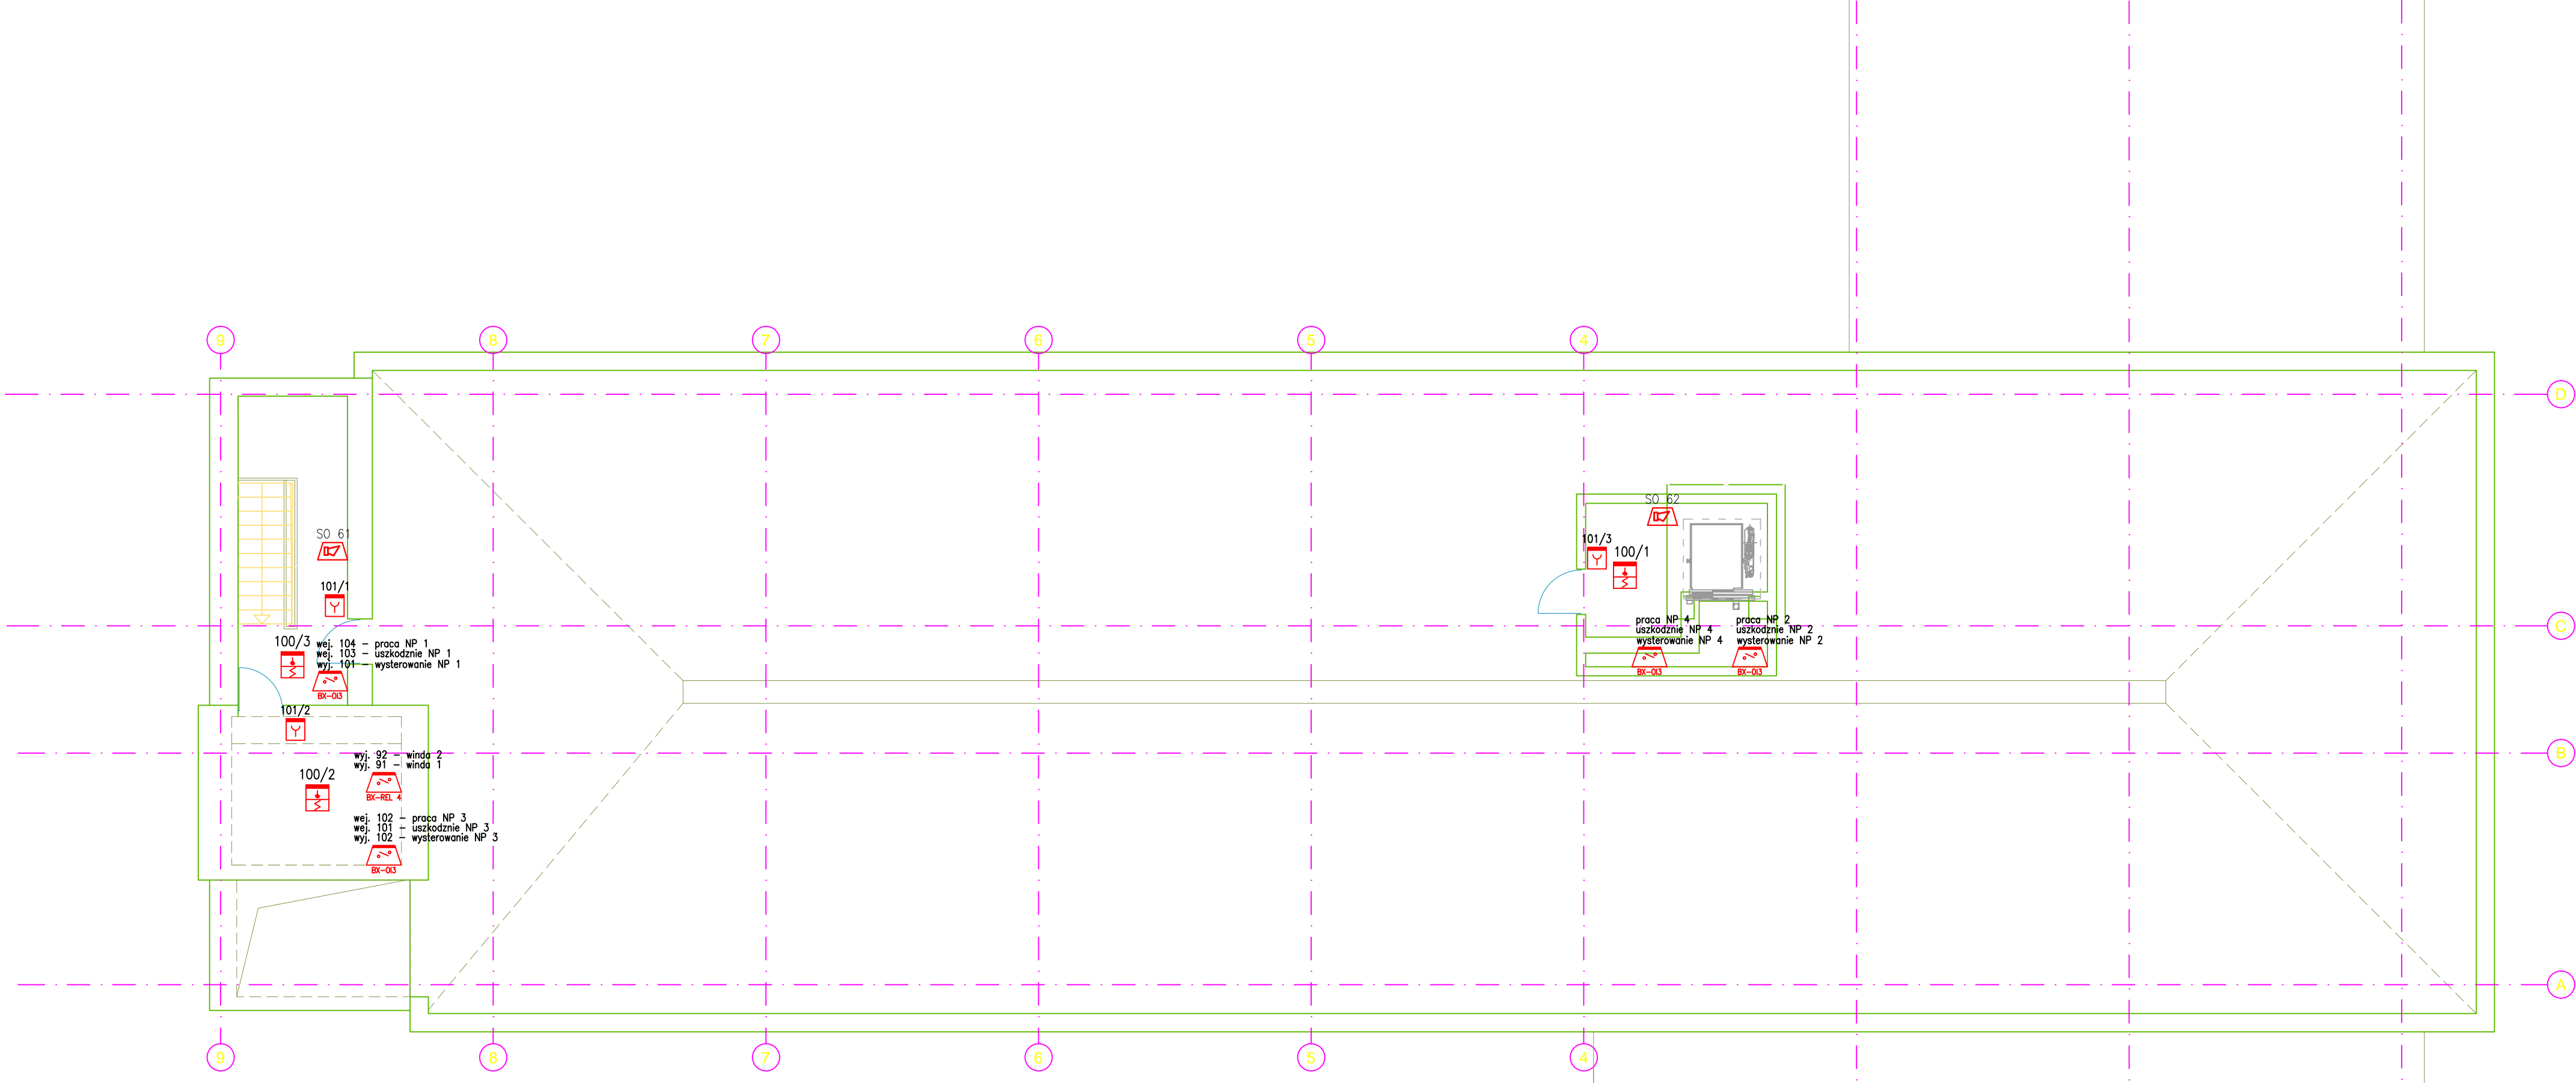 9
8
7
6
5
4
D
SO 62
SO 61
101/3
100/1
101/1
praca NP 4
uszkodznie NP 4
wysterowanie NP 4
BX-OI3
praca NP 2
uszkodznie NP 2
wysterowanie NP 2
BX-OI3
C
100/3
wej. 104 - praca NP 1
wej. 103 - uszkodznie NP 1
wyj. 101 - wysterowanie NP 1
BX-OI3
101/2
wyj. 92 - winda 2
wyj. 91 - winda 1
BX-REL 4
B
100/2
wej. 102 - praca NP 3
wej. 101 - uszkodznie NP 3
wyj. 102 - wysterowanie NP 3
BX-OI3
A
9
8
7
6
5
4